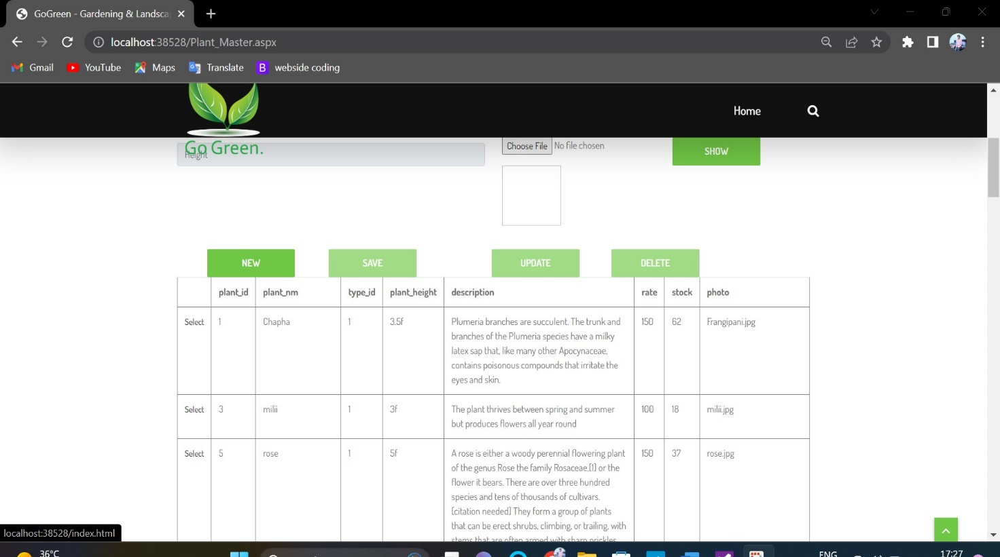 GoGreen - Gardening & Landsca
localhost:38528/Plant_Master.aspx
Gmail
YouTube
Maps
Translate
B
webside coding
Home
Go Green.
Height
Choose File No file chosen
SHOW
NEW
SAVE
UPDATE
DELETE
plant_id plant_nm type_id plant_height description rate stock photo
Select 1 Chapha 1 3.5f Plumeria branches are succulent. The trunk and 150 62 Frangipani.jpg
branches of the Plumeria species have a milky
latex sap that, like many other Apocynaceae,
contains poisonous compounds that irritate the
eyes and skin.
Select 3 milii 1 3f The plant thrives between spring and summer 100 18 milii.jpg
but produces flowers all year round
Select 5 rose 1 5f A rose is either a woody perennial flowering plant 150 37 rose.jpg
of the genus Rose the family Rosaceae,[1] or the
flower it bears. There are over three hundred
species and tens of thousands of cultivars.
[citation needed] They form a group of plants
that can be erect shrubs, climbing, or trailing, with
stems that are often armed with sharp prickles
localhost:38528/index.html
36°C
ENG
17:27